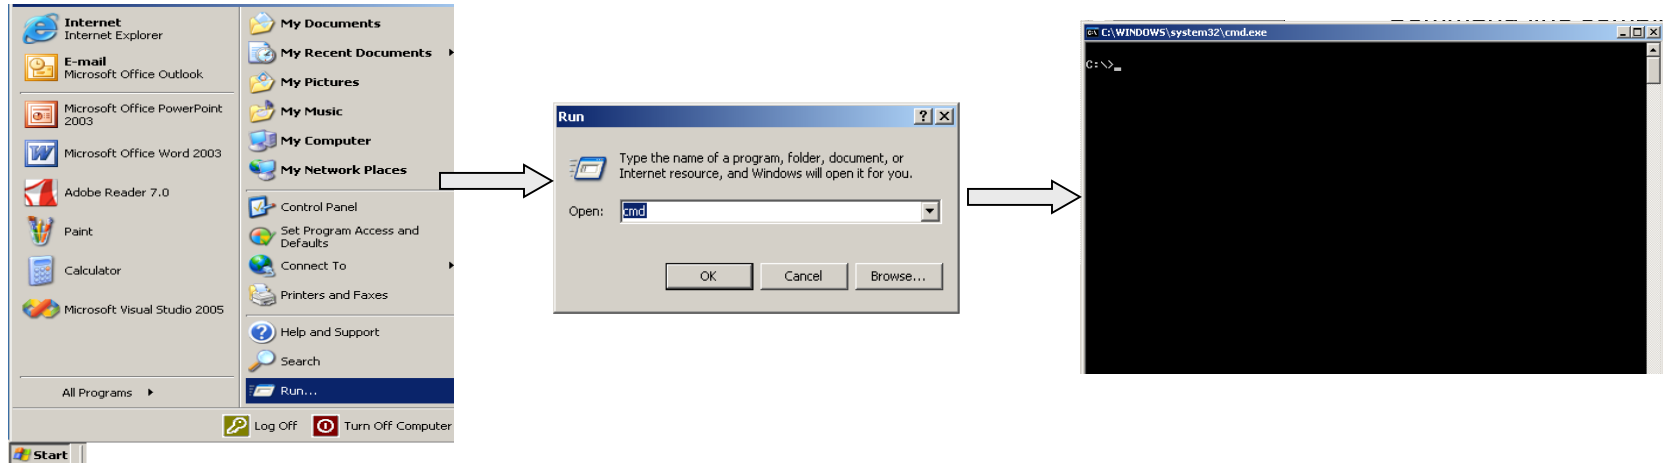 Internet
Internet Explorer
E-mail
Microsoft Office Outlook
Microsoft Office PowerPoint
2003
Microsoft Office Word 2003
Adobe Reader 7.0
Paint
Calculator
Microsoft Visual Studio 2005
All Programs
My Documents
My Recent Documents
My Pictures
My Music
My Computer
My Network Places
Control Panel
Set Program Access and
Defaults
Connect To
Printers and Faxes
Help and Support
Search
Run...
Log Off
Turn Off Computer
Start
Run
Type the name of a program, folder, document, or
Internet resource, and Windows will open it for you.
Open:
cmd
OK
Cancel
Browse...
C:\WINDOWS\system32\cmd.exe
C:\>_